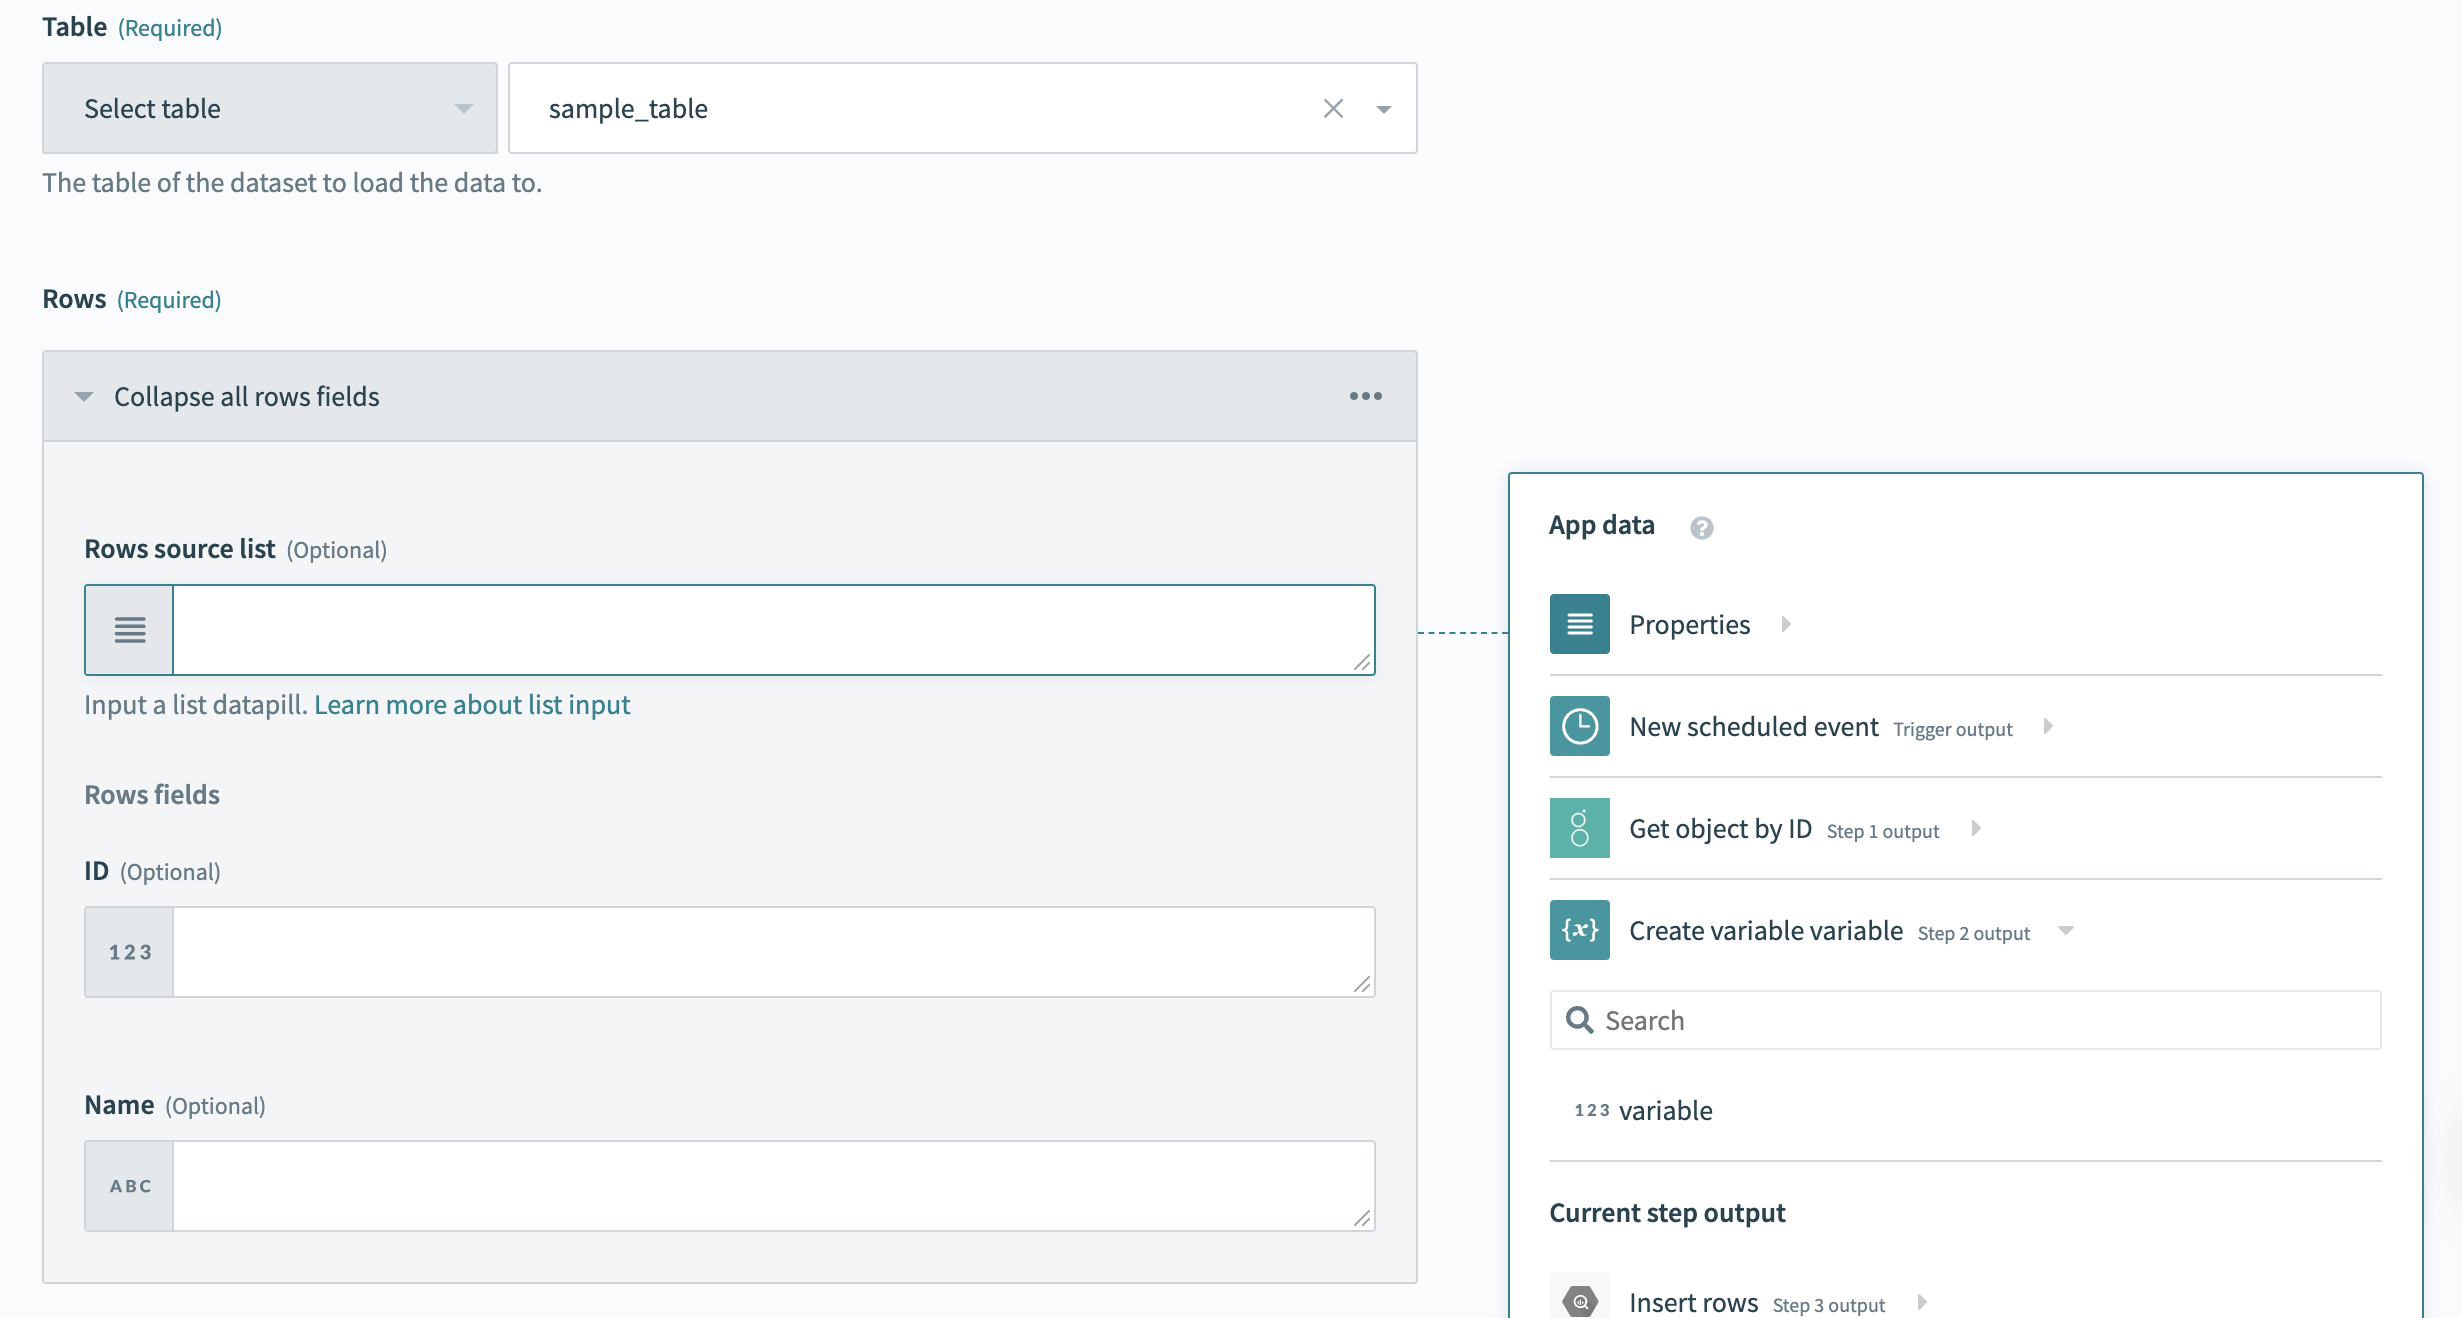 Table (Required)
Select table
sample_table
The table of the dataset to load the data to.
Rows (Required)
Collapse all rows fields
Rows source list (Optional)
Input a list datapill. Learn more about list input
Rows fields
ID (Optional)
123
Name (Optional)
ABC
App data ?
Properties
New scheduled event Trigger output
Get object by ID Step 1 output
{x} Create variable variable Step 2 output
Search
123 variable
Current step output
Insert rows Step 3 output